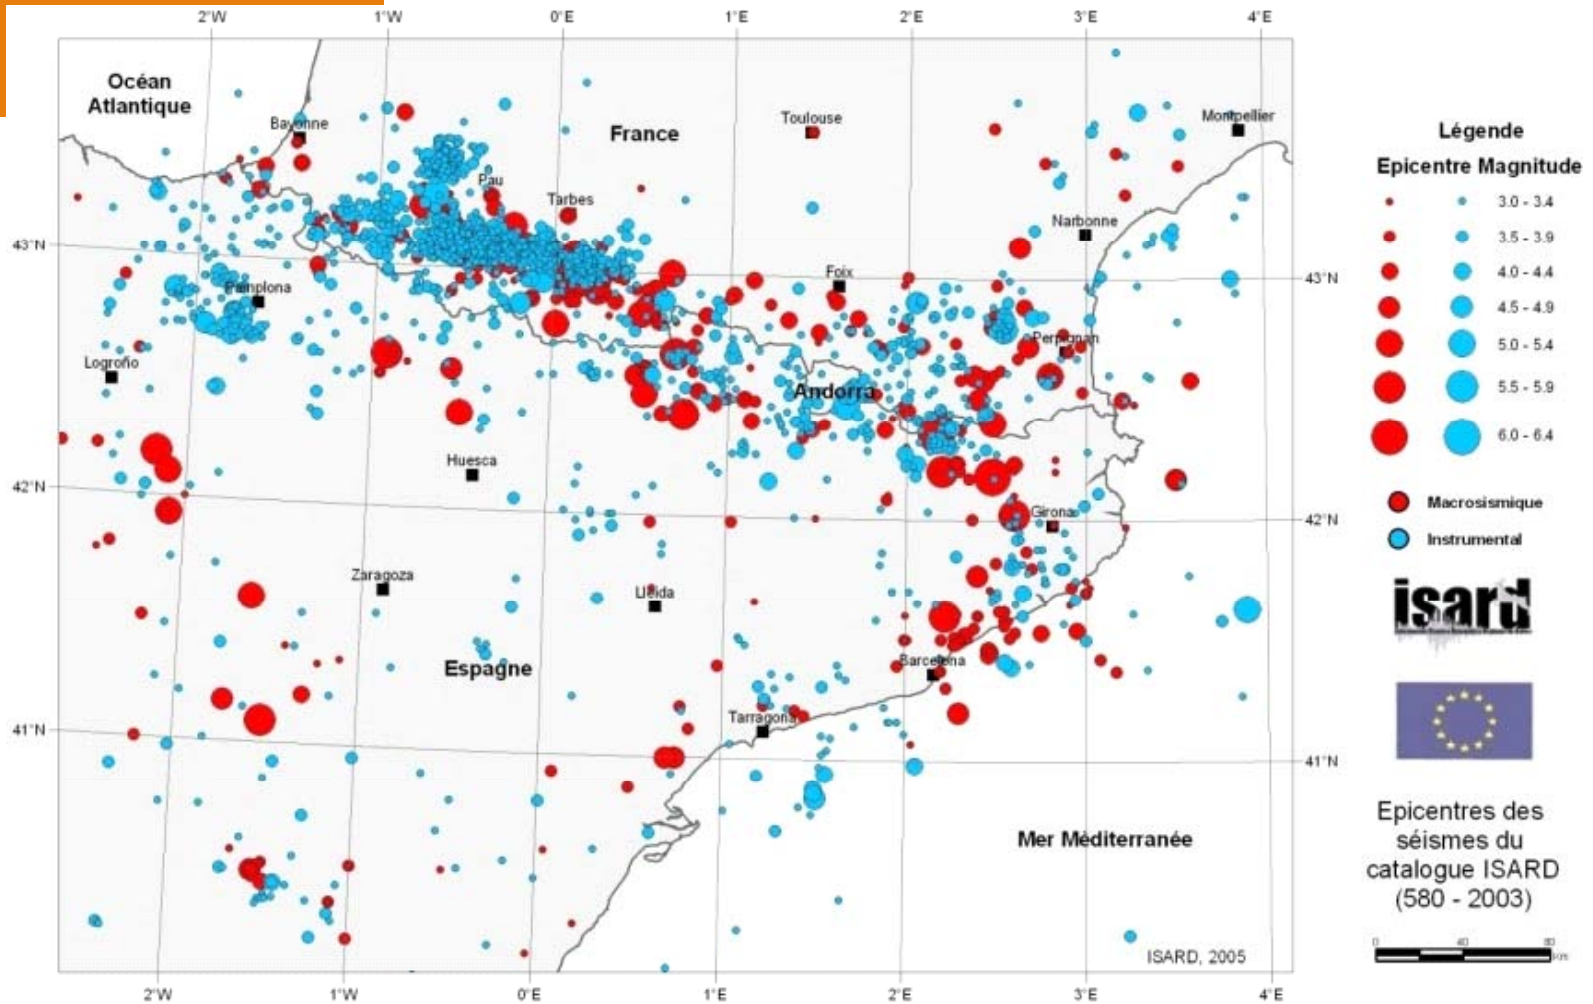 2°W 1°W 0°E 1°E 2°E 3°E 4°E
Océan
Atlantique
Bayonne
France
Toulouse
Montpellier
Pau
Tarbes
Narbonne
43°N
Foix
43°N
Pamplona
Perpignan
Logroño
Andorra
Huesca
42°N
Girona
42°N
Zaragoza
Lleida
Espagne
Barcelona
Tarragona
41°N
41°N
Mer Méditerranée
ISARD, 2005
2°W 1°W 0°E 1°E 2°E 3°E 4°E
Légende
Epicentre Magnitude
3.0 - 3.4
3.5 - 3.9
4.0 - 4.4
4.5 - 4.9
5.0 - 5.4
5.5 - 5.9
6.0 - 6.4
Macrosismique
Instrumental
isard
Epicentres des
séismes du
catalogue ISARD
(580 - 2003)
0 40 80
Km